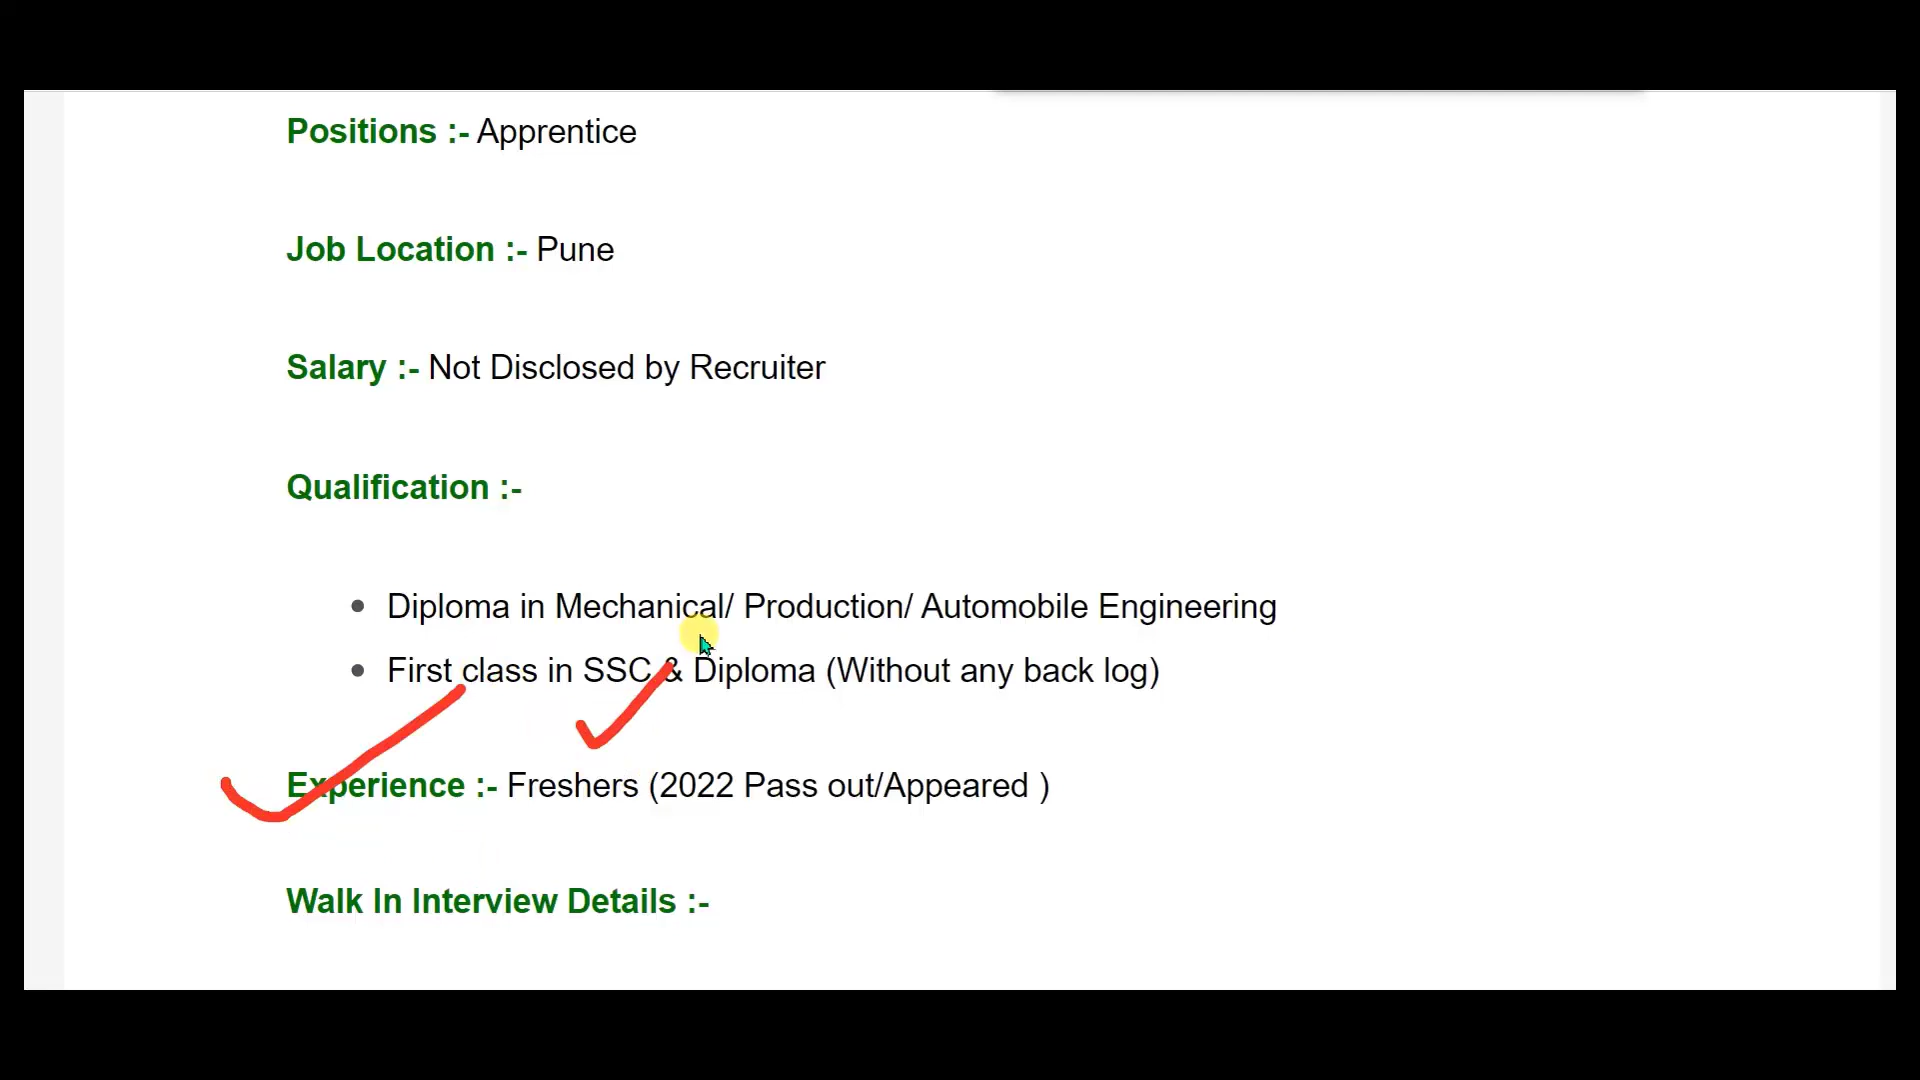 Positions :- Apprentice
Job Location :- Pune
Salary :- Not Disclosed by Recruiter
Qualification :-
Diploma in Mechanical/ Production/ Automobile Engineering
First class in SSC & Diploma (Without any back log)
Experience :- Freshers (2022 Pass out/Appeared )
Walk In Interview Details :-